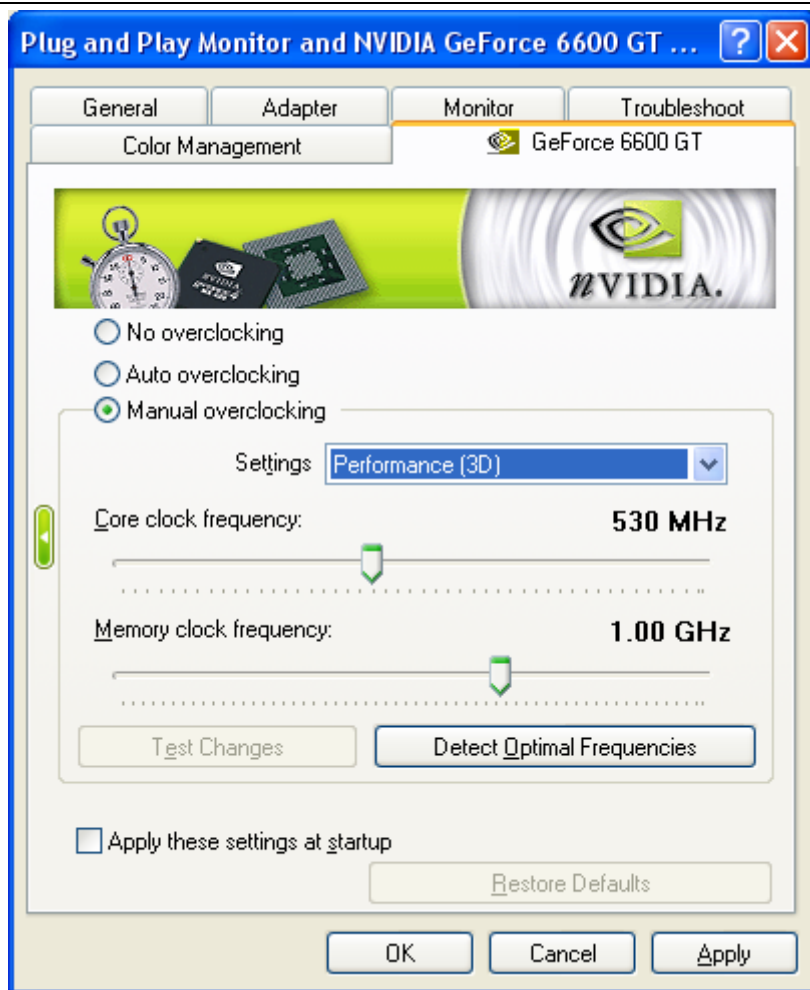 Plug and Play Monitor and NVIDIA GeForce 6600 GT ...
General Adapter Monitor Troubleshoot
Color Management GeForce 6600 GT
NVIDIA.
No overclocking
Auto overclocking
Manual overclocking
Settings Performance (3D)
Core clock frequency: 530 MHz
Memory clock frequency: 1.00 GHz
Test Changes Detect Optimal Frequencies
Apply these settings at startup
Restore Defaults
OK Cancel Apply